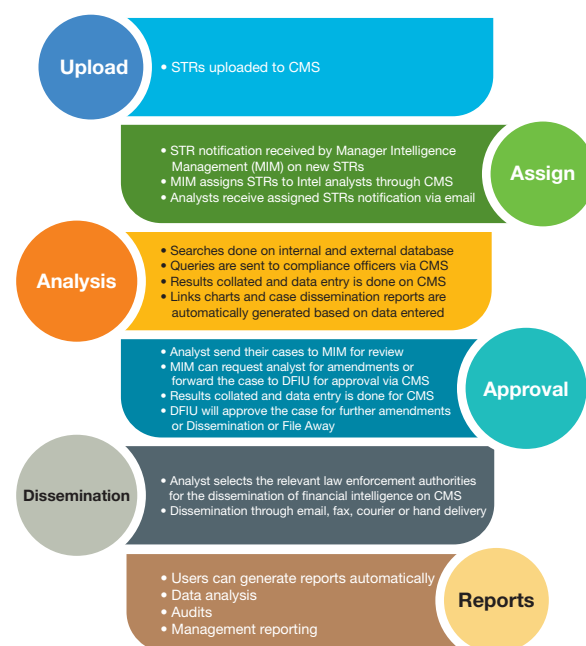 Upload
• STRs uploaded to CMS
• STR notification received by Manager Intelligence
Management (MIM) on new STRs
• MIM assigns STRs to Intel analysts through CMS
• Analysts receive assigned STRs notification via email
Assign
Analysis
• Searches done on internal and external database
• Queries are sent to compliance officers via CMS
• Results collated and data entry is done on CMS
• Links charts and case dissemination reports are
automatically generated based on data entered
• Analyst send their cases to MIM for review
• MIM can request analyst for amendments or
forward the case to DFIU for approval via CMS
• Results collated and data entry is done for CMS
• DFIU will approve the case for further amendments
or Dissemination or File Away
Approval
Dissemination
• Analyst selects the relevant law enforcement authorities
for the dissemination of financial intelligence on CMS
• Dissemination through email, fax, courier or hand delivery
• Users can generate reports automatically
• Data analysis
• Audits
• Management reporting
Reports